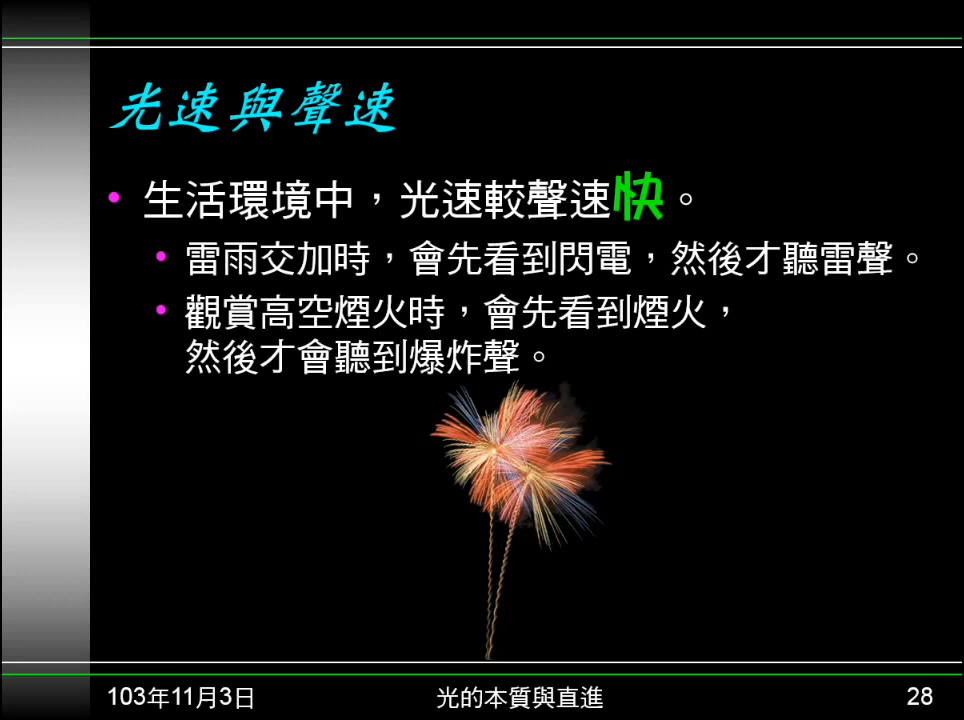 光速與聲速
• 生活環境中，光速較聲速快。
• 雷雨交加時，會先看到閃電，然後才聽雷聲。
• 觀賞高空煙火時，會先看到煙火，
然後才會聽到爆炸聲。
103年11月3日
光的本質與直進
28